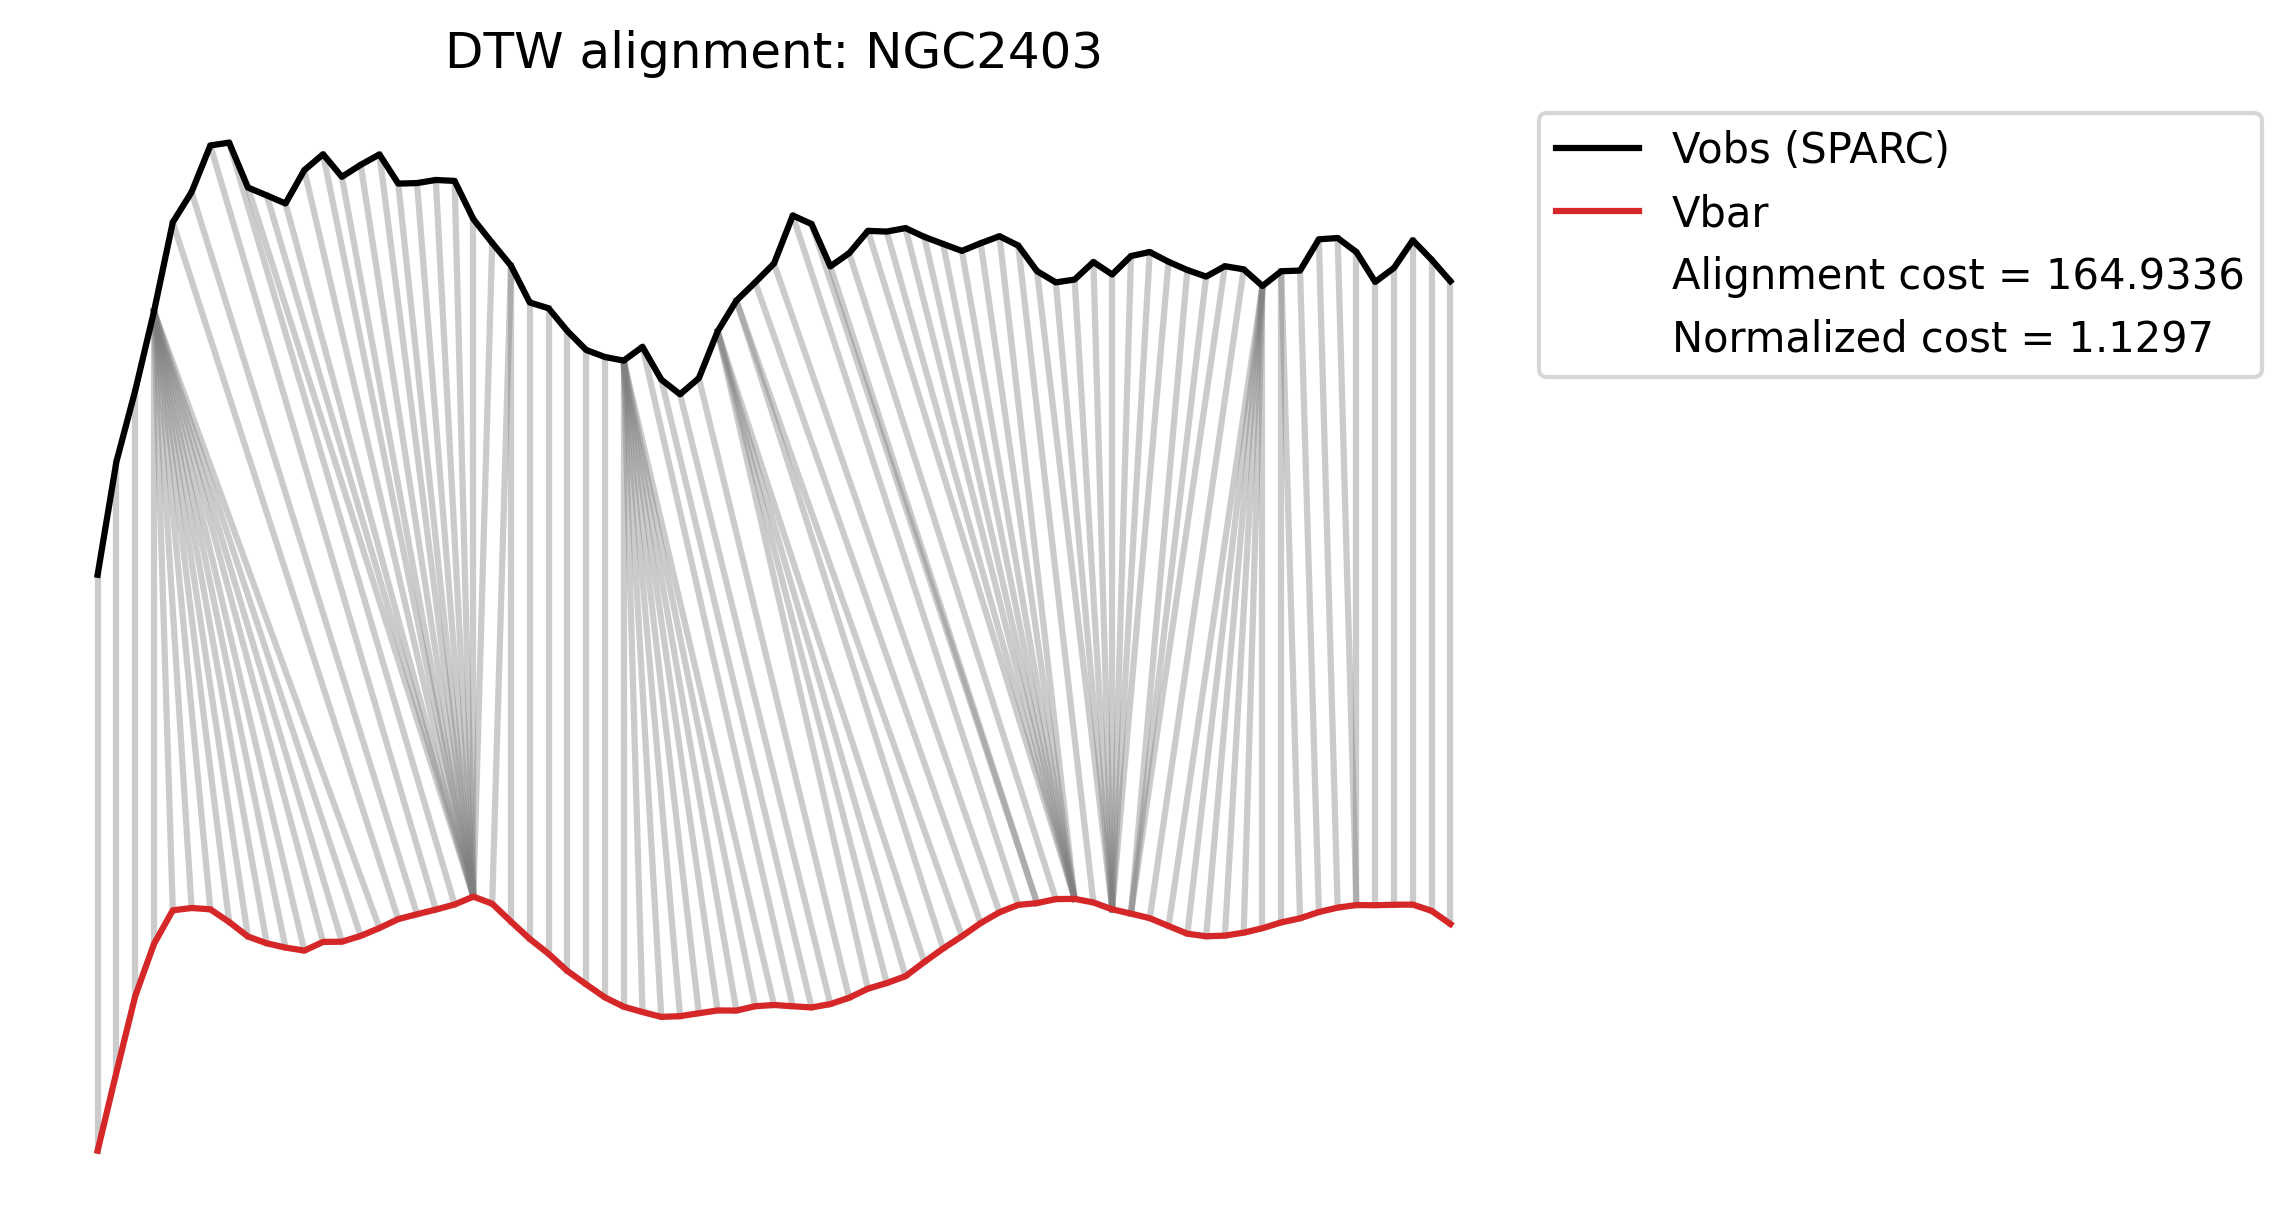 DTW alignment: NGC2403
Vobs (SPARC)
Vbar
Alignment cost = 164.9336
Normalized cost = 1.1297